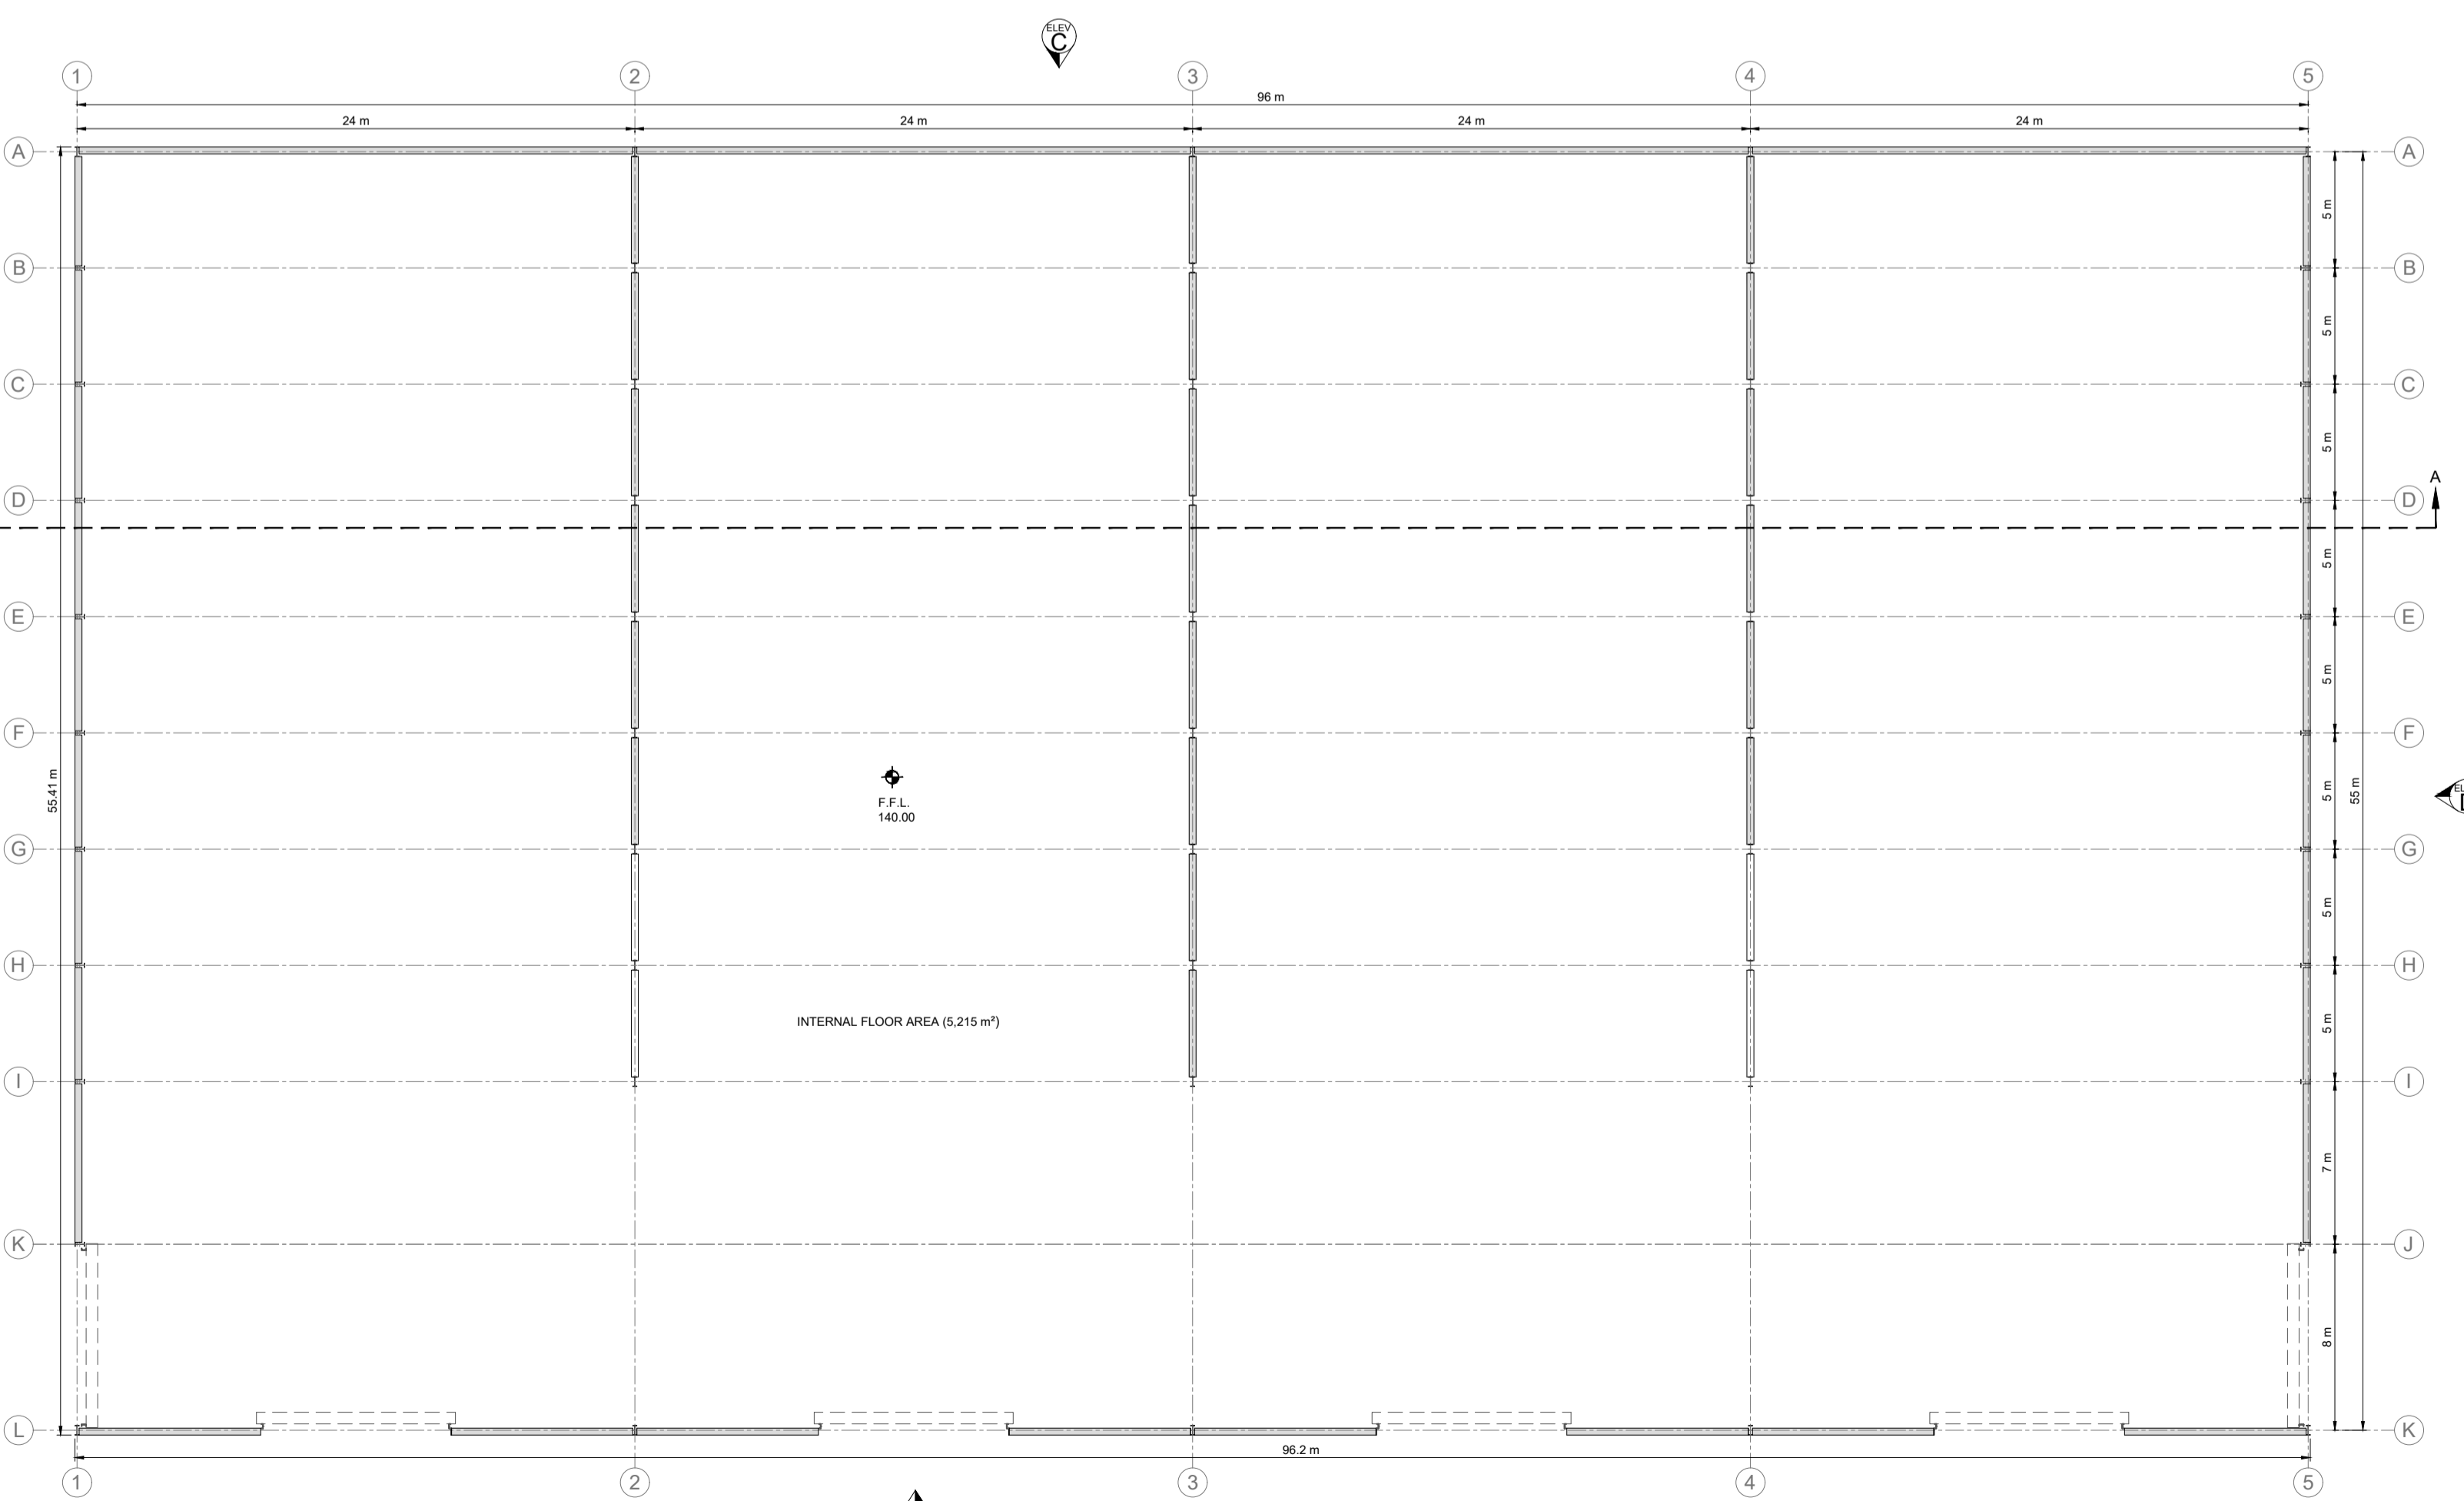 ELEV
C
1 2 3 4 5
96 m
24 m 24 m 24 m 24 m
A A
5 m
B B
5 m
C C
5 m
A
D D
5 m
E E
5 m
F F
5 m
55.41 m
55 m
F.F.L.
140.00
G G
5 m
H H
INTERNAL FLOOR AREA (5,215 m²)
5 m
I I
7 m
K J
8 m
L K
96.2 m
1 2 3 4 5